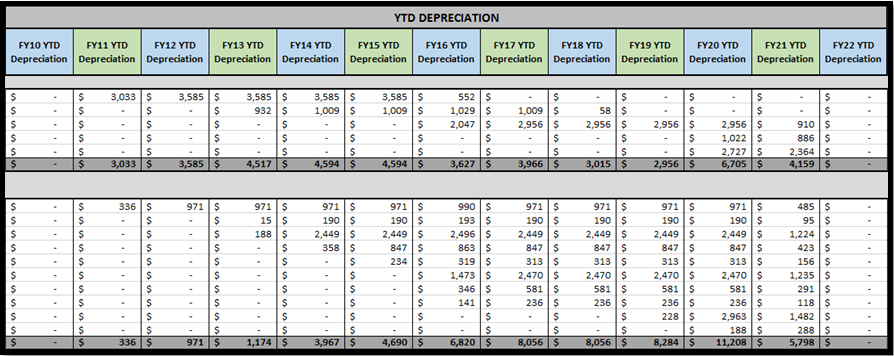 YTD DEPRECIATION
FY10 YTD FY11 YTD FY12 YTD FY13 YTD FY14 YTD FY15 YTD FY16 YTD FY17 YTD FY18 YTD FY19 YTD FY20 YTD FY21 YTD FY22 YTD
Depreciation Depreciation Depreciation Depreciation Depreciation Depreciation Depreciation Depreciation Depreciation Depreciation Depreciation Depreciation Depreciation
$ - $ 3,033 $ 3,585 $ 3,585 $ 3,585 $ 3,585 $ 552 $ - $ - $ - $ - $ - $ -
$ - $ - $ - $ 932 $ 1,009 $ 1,009 $ 1,029 $ 1,009 $ 58 $ - $ - $ - $ -
$ - $ - $ - $ - $ - $ - $ 2,047 $ 2,956 $ 2,956 $ 2,956 $ 2,956 $ 910 $ -
$ - $ - $ - $ - $ - $ - $ - $ - $ - $ - $ 1,022 $ 886 $ -
$ - $ - $ - $ - $ - $ - $ - $ - $ - $ - $ 2,727 $ 2,364 $ -
$ - $ 3,033 $ 3,585 $ 4,517 $ 4,594 $ 4,594 $ 3,627 $ 3,966 $ 3,015 $ 2,956 $ 6,705 $ 4,159 $ -
$ - $ 336 $ 971 $ 971 $ 971 $ 971 $ 990 $ 971 $ 971 $ 971 $ 971 $ 485 $ -
$ - $ - $ - $ 15 $ 190 $ 190 $ 193 $ 190 $ 190 $ 190 $ 190 $ 95 $ -
$ - $ - $ - $ 188 $ 2,449 $ 2,449 $ 2,496 $ 2,449 $ 2,449 $ 2,449 $ 2,449 $ 1,224 $ -
$ - $ - $ - $ - $ 358 $ 847 $ 863 $ 847 $ 847 $ 847 $ 847 $ 423 $ -
$ - $ - $ - $ - $ - $ 234 $ 319 $ 313 $ 313 $ 313 $ 313 $ 156 $ -
$ - $ - $ - $ - $ - $ - $ 1,473 $ 2,470 $ 2,470 $ 2,470 $ 2,470 $ 1,235 $ -
$ - $ - $ - $ - $ - $ - $ 346 $ 581 $ 581 $ 581 $ 581 $ 291 $ -
$ - $ - $ - $ - $ - $ - $ 141 $ 236 $ 236 $ 236 $ 236 $ 118 $ -
$ - $ - $ - $ - $ - $ - $ - $ - $ - $ 228 $ 2,963 $ 1,482 $ -
$ - $ - $ - $ - $ - $ - $ - $ - $ - $ - $ 188 $ 288 $ -
$ - $ 336 $ 971 $ 1,174 $ 3,967 $ 4,690 $ 6,820 $ 8,056 $ 8,056 $ 8,284 $ 11,208 $ 5,798 $ -